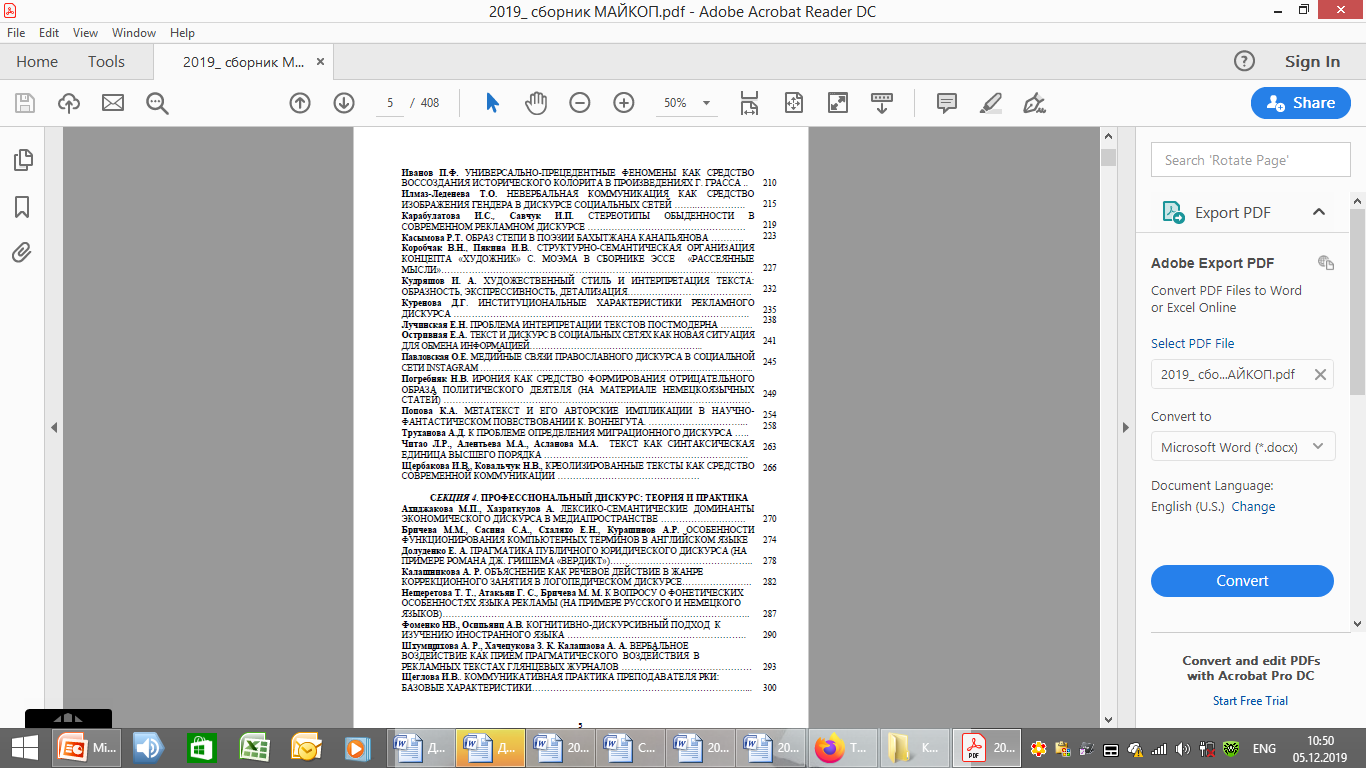 2019_ сборник МАЙКОП.pdf - Adobe Acrobat Reader DC
File Edit View Window Help
Home Tools 2019_ сборник М... × Sign In
5 / 408 50% Share
Иванов П.Ф. УНИВЕРСАЛЬНО-ПРЕЦЕДЕНТНЫЕ ФЕНОМЕНЫ КАК СРЕДСТВО
ВОССОЗДАНИЯ ИСТОРИЧЕСКОГО КОЛОРИТА В ПРОИЗВЕДЕНИЯХ Г. ГРАССА .. 210
Илмаз-Леденева Т.О. НЕВЕРБАЛЬНАЯ КОММУНИКАЦИЯ КАК СРЕДСТВО
ИЗОБРАЖЕНИЯ ГЕНДЕРА В ДИСКУРСЕ СОЦИАЛЬНЫХ СЕТЕЙ ………………… 215
Карабулатова И.С., Савчук И.П. СТЕРЕОТИПЫ ОБЫДЕННОСТИ В
СОВРЕМЕННОМ РЕКЛАМНОМ ДИСКУРСЕ …………………………………… 219
Касымова Р.Т. ОБРАЗ СТЕПИ В ПОЭЗИИ БАХЫТЖАНА КАНАПЬЯНОВА ………… 223
Коробчак В.Н., Пякина И.В.. СТРУКТУРНО-СЕМАНТИЧЕСКАЯ ОРГАНИЗАЦИЯ
КОНЦЕПТА «ХУДОЖНИК» С. МОЭМА В СБОРНИКЕ ЭССЕ «РАССЕЯННЫЕ
МЫСЛИ»…………………………………………………………………… 227
Кудряшов И. А. ХУДОЖЕСТВЕННЫЙ СТИЛЬ И ИНТЕРПРЕТАЦИЯ ТЕКСТА:
ОБРАЗНОСТЬ, ЭКСПРЕССИВНОСТЬ, ДЕТАЛИЗАЦИЯ…………………………… 232
Куренова Д.Г. ИНСТИТУЦИОНАЛЬНЫЕ ХАРАКТЕРИСТИКИ РЕКЛАМНОГО
ДИСКУРСА ………………………………………………………………… 235
Лучинская Е.Н. ПРОБЛЕМА ИНТЕРПРЕТАЦИИ ТЕКСТОВ ПОСТМОДЕРНА ……….. 238
Остривная Е.А. ТЕКСТ И ДИСКУРС В СОЦИАЛЬНЫХ СЕТЯХ КАК НОВАЯ СИТУАЦИЯ
ДЛЯ ОБМЕНА ИНФОРМАЦИЕЙ…………………………………………… 241
Павловская О.Е. МЕДИЙНЫЕ СВЯЗИ ПРАВОСЛАВНОГО ДИСКУРСА В СОЦИАЛЬНОЙ
СЕТИ INSTAGRAM ………………………………………………………... 245
Погребняк Н.В. ИРОНИЯ КАК СРЕДСТВО ФОРМИРОВАНИЯ ОТРИЦАТЕЛЬНОГО
ОБРАЗА ПОЛИТИЧЕСКОГО ДЕЯТЕЛЯ (НА МАТЕРИАЛЕ НЕМЕЦКОЯЗЫЧНЫХ
СТАТЕЙ) …………………………………………………………………… 249
Попова К.А. МЕТАТЕКСТ И ЕГО АВТОРСКИЕ ИМПЛИКАЦИИ В НАУЧНО-
ФАНТАСТИЧЕСКОМ ПОВЕСТВОВАНИИ К. ВОННЕГУТА. ……………………... 254
Труханова А.Д. К ПРОБЛЕМЕ ОПРЕДЕЛЕНИЯ МИГРАЦИОННОГО ДИСКУРСА ….. 258
Читао Л.Р., Алентьева М.А., Асланова М.А. ТЕКСТ КАК СИНТАКСИЧЕСКАЯ
ЕДИНИЦА ВЫСШЕГО ПОРЯДКА ……………………………………………… 263
Щербакова И.В., Ковальчук Н.В., КРЕОЛИЗИРОВАННЫЕ ТЕКСТЫ КАК СРЕДСТВО
СОВРЕМЕННОЙ КОММУНИКАЦИИ ……………………………… 266
СЕКЦИЯ 4. ПРОФЕССИОНАЛЬНЫЙ ДИСКУРС: ТЕОРИЯ И ПРАКТИКА
Ахиджакова М.П., Хазраткулов А. ЛЕКСИКО-СЕМАНТИЧЕСКИЕ ДОМИНАНТЫ
ЭКОНОМИЧЕСКОГО ДИСКУРСА В МЕДИАПРОСТРАНСТВЕ ………………….. 270
Бричева М.М., Сасина С.А., Схаляхо Е.Н., Курашинов А.Р. ОСОБЕННОСТИ
ФУНКЦИОНИРОВАНИЯ КОМПЬЮТЕРНЫХ ТЕРМИНОВ В АНГЛИЙСКОМ ЯЗЫКЕ 274
Долуденко Е. А. ПРАГМАТИКА ПУБЛИЧНОГО ЮРИДИЧЕСКОГО ДИСКУРСА (НА
ПРИМЕРЕ РОМАНА ДЖ. ГРИШЕМА «ВЕРДИКТ»)……………………………….. 278
Калашникова А. Р. ОБЪЯСНЕНИЕ КАК РЕЧЕВОЕ ДЕЙСТВИЕ В ЖАНРЕ
КОРРЕКЦИОННОГО ЗАНЯТИЯ В ЛОГОПЕДИЧЕСКОМ ДИСКУРСЕ……………… 282
Нещеретова Т. Т., Атакьян Г. С., Бричева М. М. К ВОПРОСУ О ФОНЕТИЧЕСКИХ
ОСОБЕННОСТЯХ ЯЗЫКА РЕКЛАМЫ (НА ПРИМЕРЕ РУССКОГО И НЕМЕЦКОГО
ЯЗЫКОВ)…………………………………………………………………….. 287
Фоменко НВ., Осипьянц А.В. КОГНИТИВНО-ДИСКУРСИВНЫЙ ПОДХОД К
ИЗУЧЕНИЮ ИНОСТРАННОГО ЯЗЫКА ……………………………………….. 290
Шхумишхова А. Р., Хачецукова З. К. Калашаова А. А. ВЕРБАЛЬНОЕ
ВОЗДЕЙСТВИЕ КАК ПРИЕМ ПРАГМАТИЧЕСКОГО ВОЗДЕЙСТВИЯ В
РЕКЛАМНЫХ ТЕКСТАХ ГЛЯНЦЕВЫХ ЖУРНАЛОВ …………………………… 293
Щеглова И.В.. КОММУНИКАТИВНАЯ ПРАКТИКА ПРЕПОДАВАТЕЛЯ РКИ:
БАЗОВЫЕ ХАРАКТЕРИСТИКИ……………………………………………….. 300
5
Search 'Rotate Page'
Export PDF
Adobe Export PDF
Convert PDF Files to Word
or Excel Online
Select PDF File
2019_ сбо...АЙКОП.pdf
Convert to
Microsoft Word (*.docx)
Document Language:
English (U.S.) Change
Convert
Convert and edit PDFs
with Acrobat Pro DC
Start Free Trial
Mi... Д... Д... 20... С... 20... 20... Т... К... 20... ENG 10:50
05.12.2019